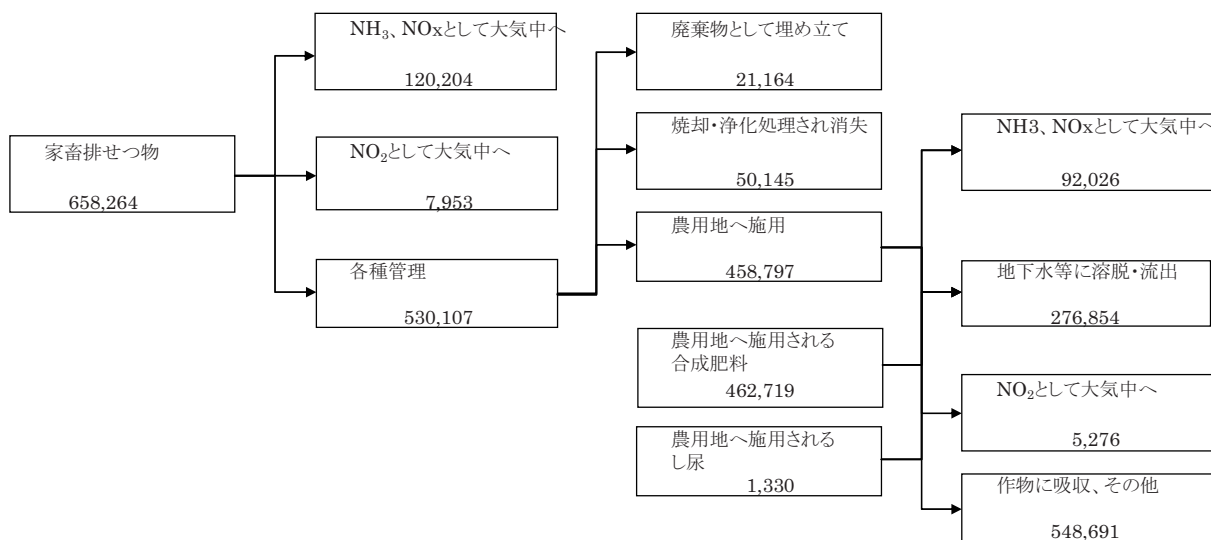 家畜排せつ物
658,264
NH₃、NOxとして大気中へ
120,204
NO₂として大気中へ
7,953
各種管理
530,107
廃棄物として埋め立て
21,164
焼却・浄化処理され消失
50,145
農用地へ施用
458,797
農用地へ施用される
合成肥料
462,719
農用地へ施用される
し尿
1,330
NH3、NOxとして大気中へ
92,026
地下水等に溶脱・流出
276,854
NO₂として大気中へ
5,276
作物に吸収、その他
548,691